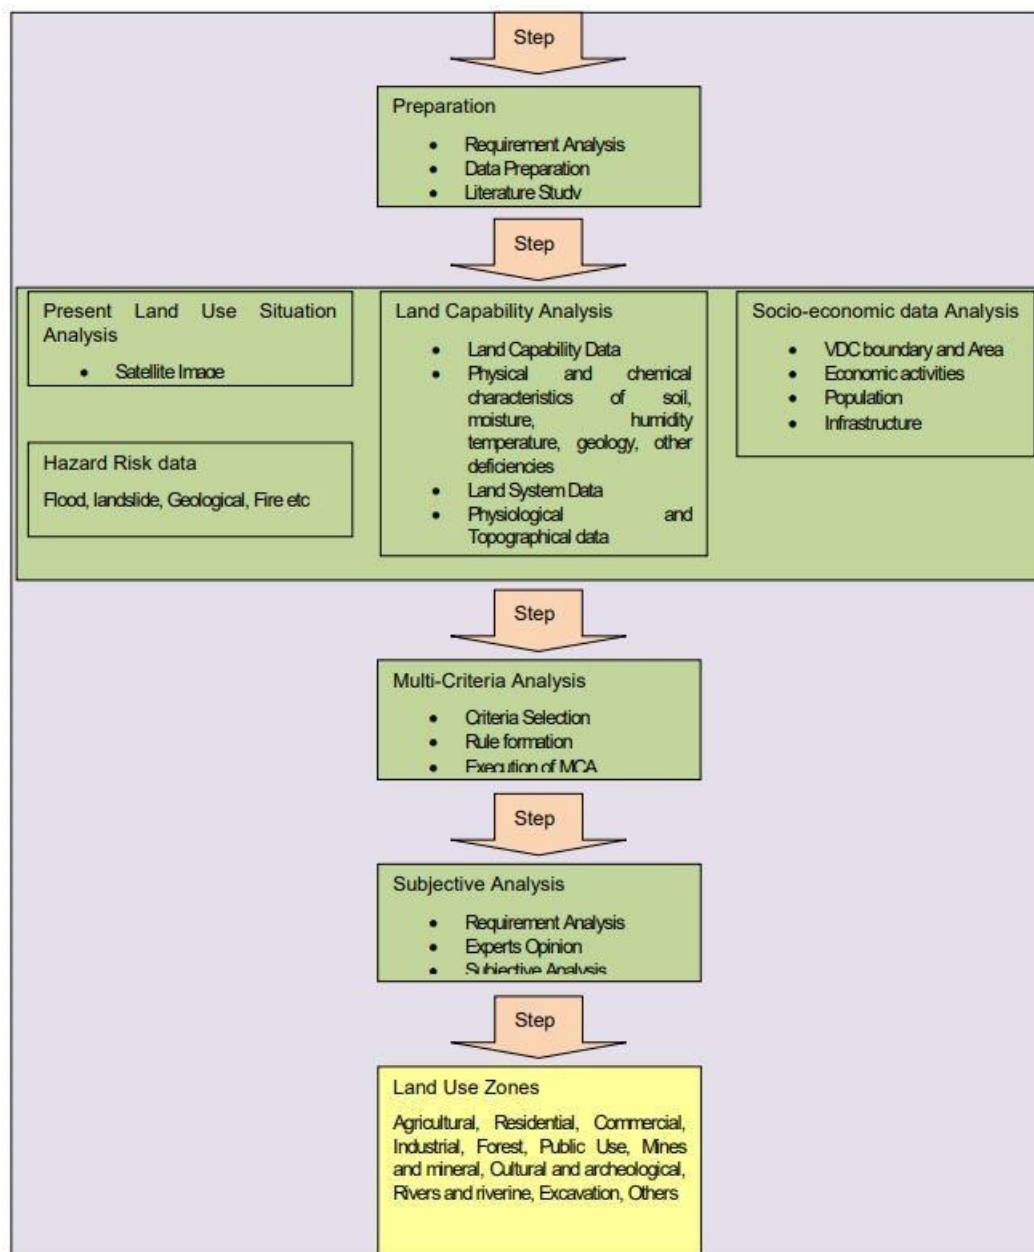 Step
Preparation
• Requirement Analysis
• Data Preparation
• Literature Study
Step
Present Land Use Situation
Analysis
• Satellite Image
Hazard Risk data
Flood, landslide, Geological, Fire etc
Land Capability Analysis
• Land Capability Data
• Physical and chemical
characteristics of soil,
moisture, humidity
temperature, geology, other
deficiencies
• Land System Data
• Physiological and
Topographical data
Socio-economic data Analysis
• VDC boundary and Area
• Economic activities
• Population
• Infrastructure
Step
Multi-Criteria Analysis
• Criteria Selection
• Rule formation
• Execution of MCA
Step
Subjective Analysis
• Requirement Analysis
• Experts Opinion
• Subjective Analysis
Step
Land Use Zones
Agricultural, Residential, Commercial,
Industrial, Forest, Public Use, Mines
and mineral, Cultural and archeological,
Rivers and riverine, Excavation, Others